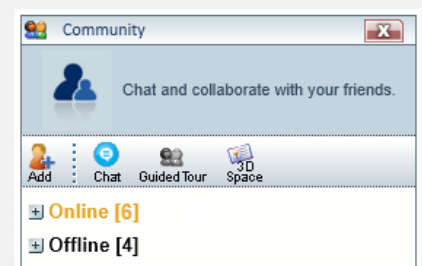 Community
Chat and collaborate with your friends.
Add Chat Guided Tour 3D Space
Online [6]
Offline [4]